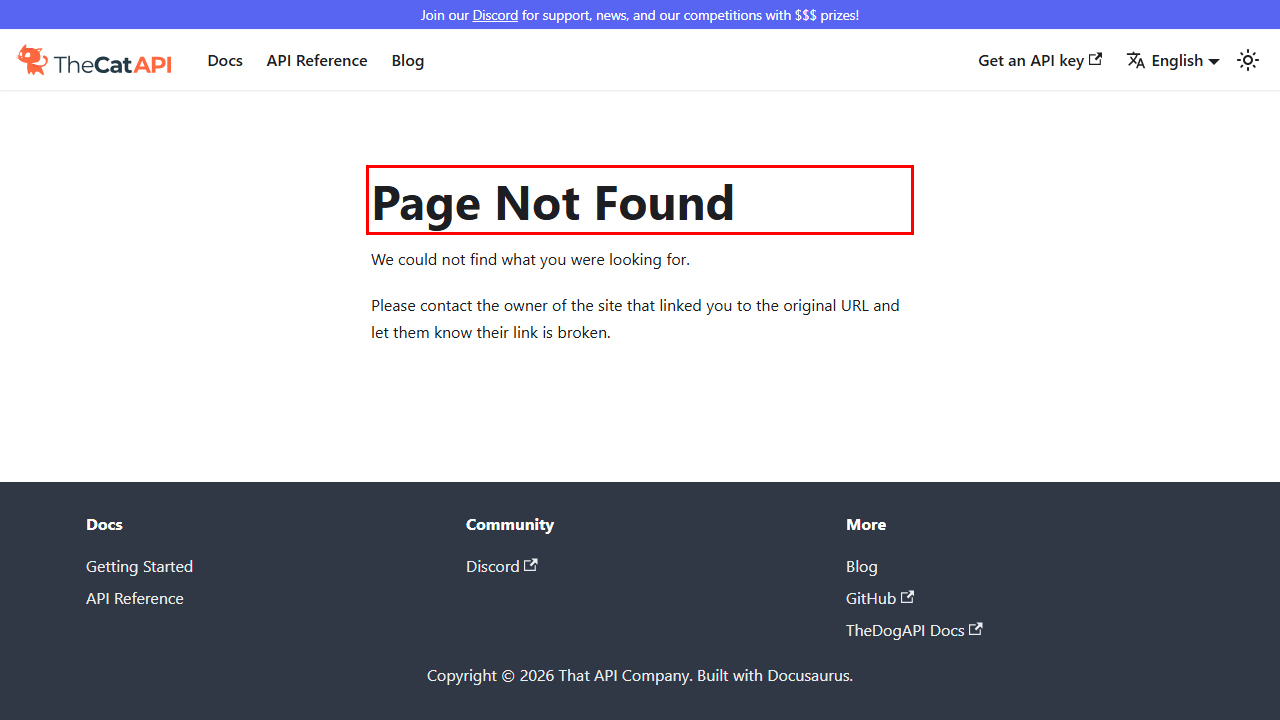 Join our Discord for support, news, and our competitions with $$$ prizes!
TheCatAPI
Docs
API Reference
Blog
Get an API key
English
Page Not Found
We could not find what you were looking for.
Please contact the owner of the site that linked you to the original URL and
let them know their link is broken.
Docs
Getting Started
API Reference
Community
Discord
More
Blog
GitHub
TheDogAPI Docs
Copyright © 2026 That API Company. Built with Docusaurus.